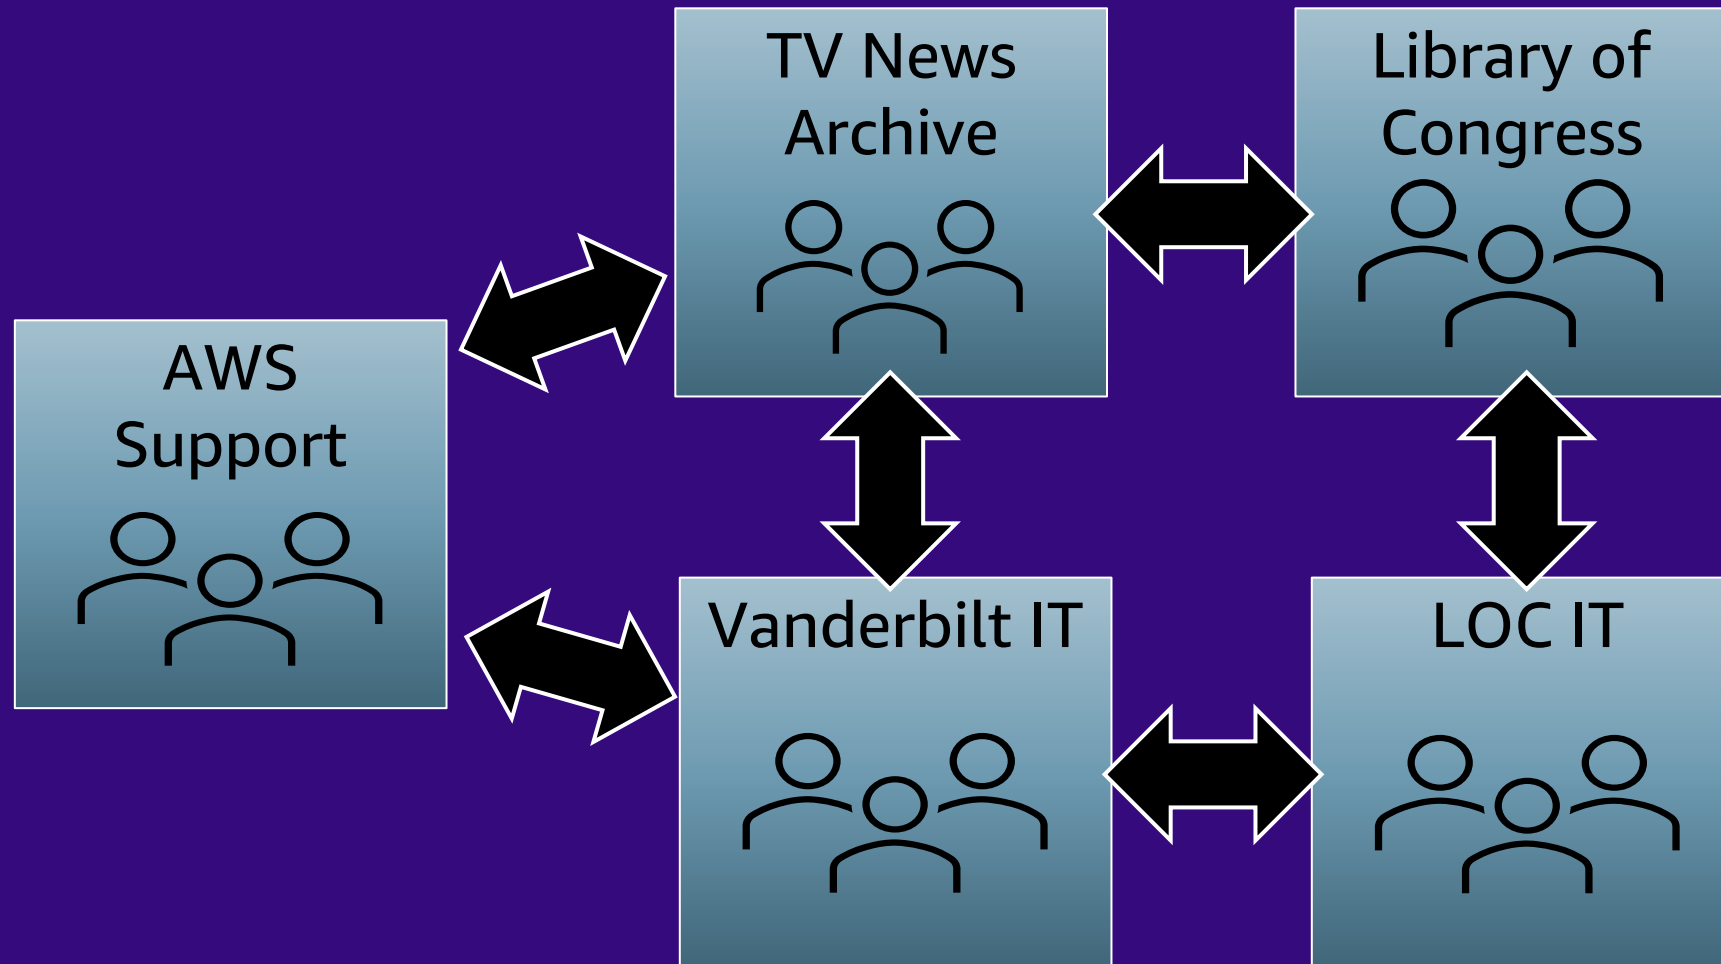 TV News
Archive
Library of
Congress
AWS
Support
Vanderbilt IT
LOC IT